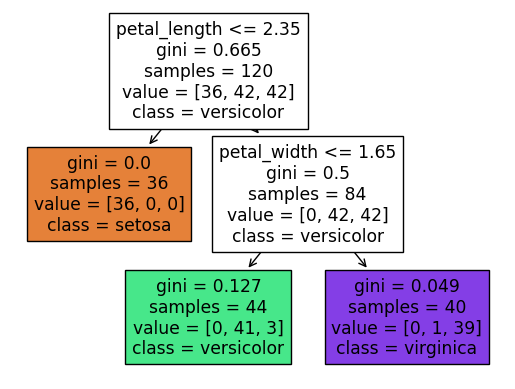 petal_length <= 2.35
gini = 0.665
samples = 120
value = [36, 42, 42]
class = versicolor
gini = 0.0
samples = 36
value = [36, 0, 0]
class = setosa
petal_width <= 1.65
gini = 0.5
samples = 84
value = [0, 42, 42]
class = versicolor
gini = 0.127
samples = 44
value = [0, 41, 3]
class = versicolor
gini = 0.049
samples = 40
value = [0, 1, 39]
class = virginica